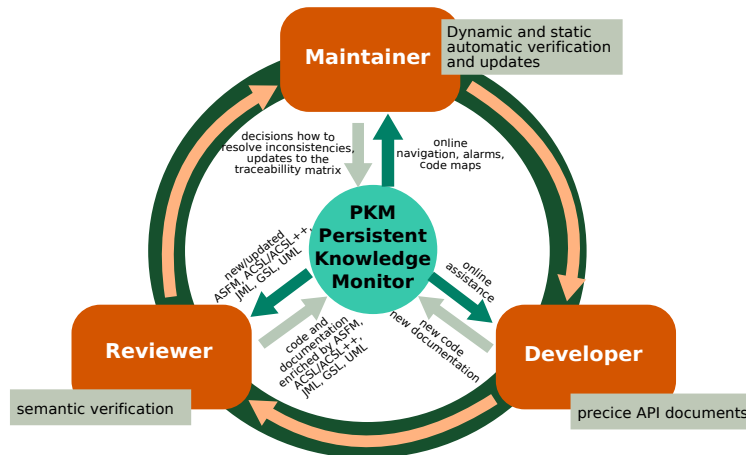 Dynamic and static
automatic verification
and updates
Maintainer
decisions how to
resolve inconsistencies,
updates to the
traceabillity matrix
online
navigation, alarms,
code maps
PKM
Persistent
Knowledge
Monitor
new/updated
ASFM, ACSL/ACSL++,
JML, GSL, UML
online
assistance
code and
documentation
enriched by ASFM,
ACSL/ACSL++,
JML, GSL, UML
new code
new documentation
Reviewer
Developer
semantic verification
precice API documents